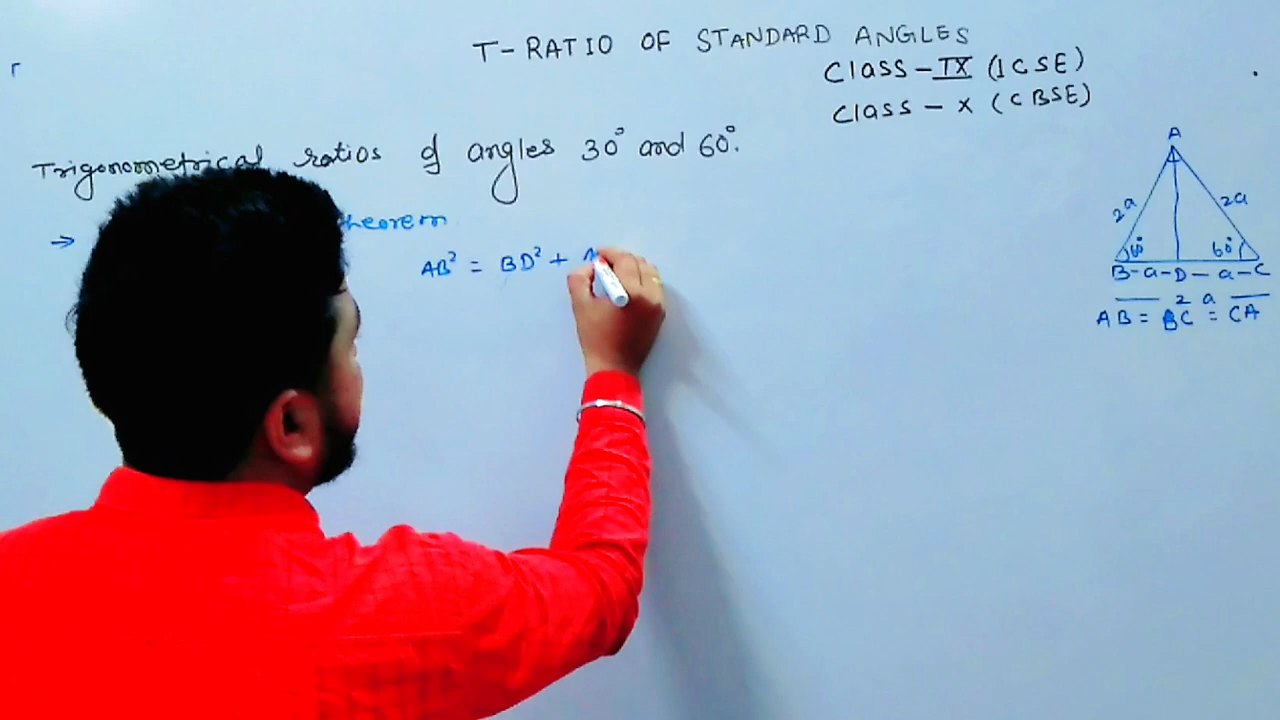 T-RATIO OF STANDARD ANGLES
Class-IX (ICSE)
Class - X (CBSE)
Trigonometrical ratios of angles 30° and 60°.
→ theorem
AB² = BD² +
A
2a 2a
60° 60°
B-a-D-a-C
2a
AB = BC = CA